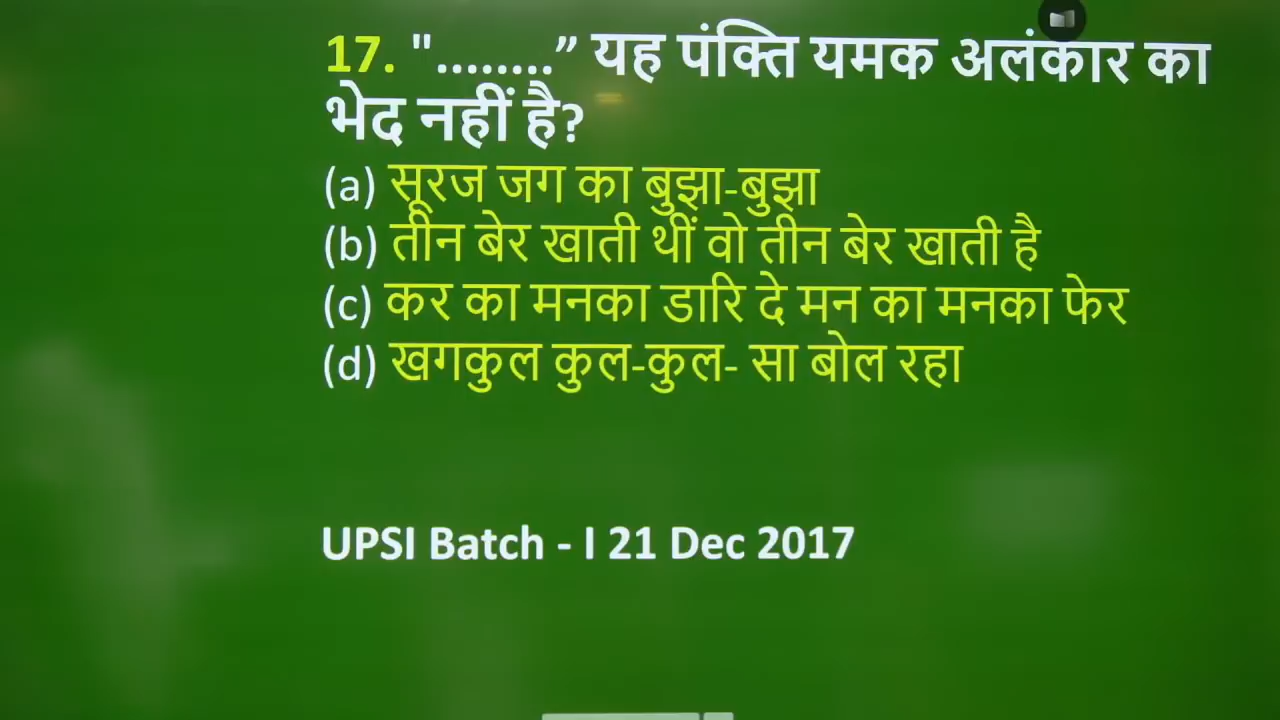 17. "........” यह पंक्ति यमक अलंकार का
भेद नहीं है?
(a) सूरज जग का बुझा-बुझा
(b) तीन बेर खाती थीं वो तीन बेर खाती है
(c) कर का मनका डारि दे मन का मनका फेर
(d) खगकुल कुल-कुल- सा बोल रहा
UPSI Batch - I 21 Dec 2017